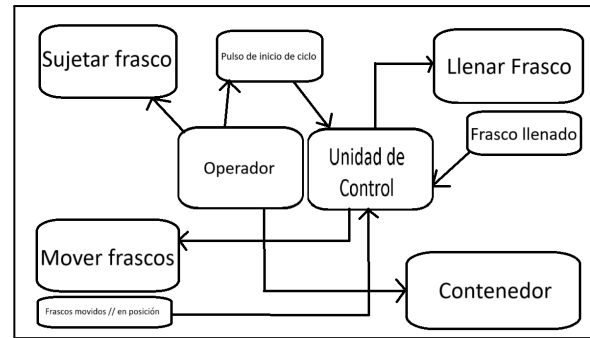 Sujetar frasco
Pulso de inicio de ciclo
Llenar Frasco
Frasco llenado
Operador
Unidad de
Control
Mover frascos
Frascos movidos // en posición
Contenedor